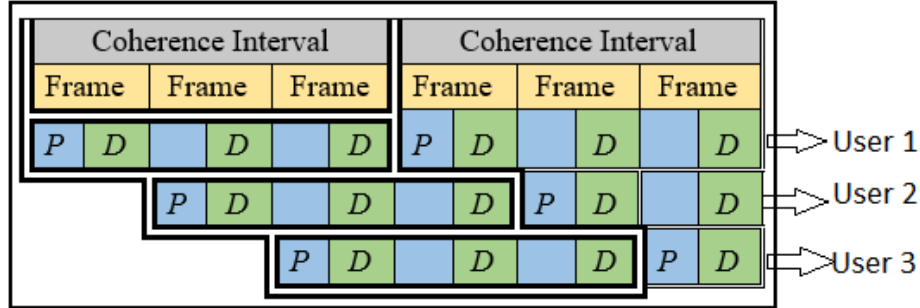 Coherence Interval Coherence Interval
Frame Frame Frame Frame Frame Frame
P D D D P D D D User 1
P D D D P D D User 2
P D D D P D User 3